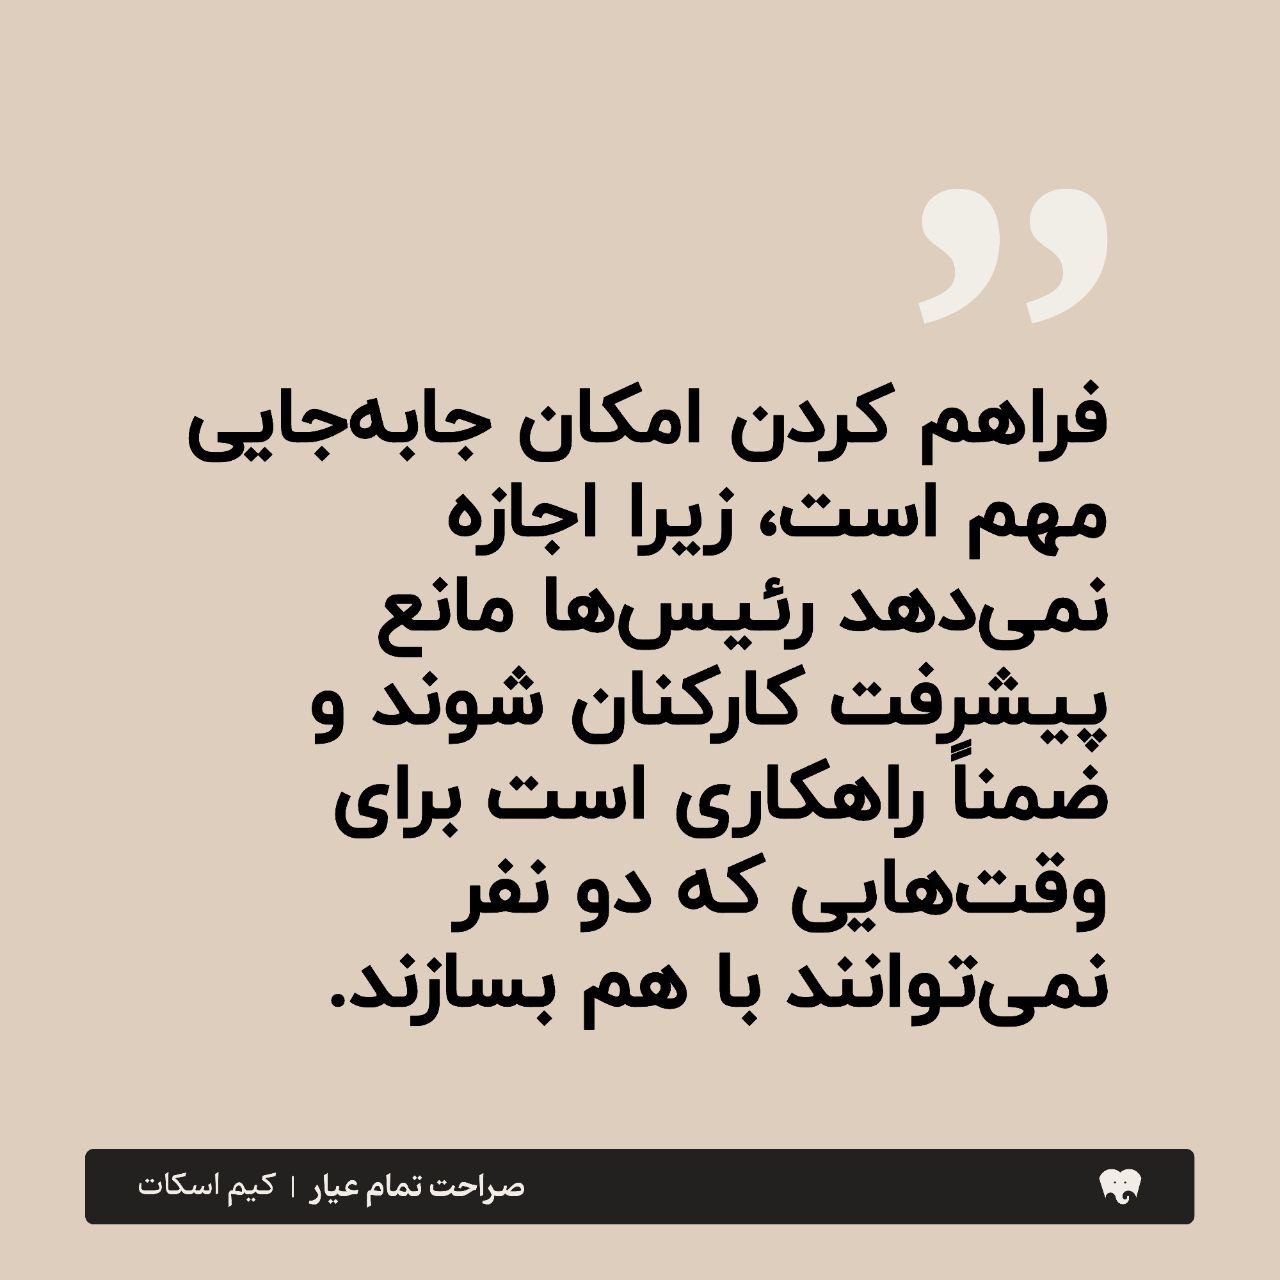 فراهم کردن امکان جابه‌جایی
مهم است، زیرا اجازه
نمی‌دهد رئیس‌ها مانع
پیشرفت کارکنان شوند و
ضمناً راهکاری است برای
وقت‌هایی که دو نفر
نمی‌توانند با هم بسازند.
صراحت تمام عیار | کیم اسکات